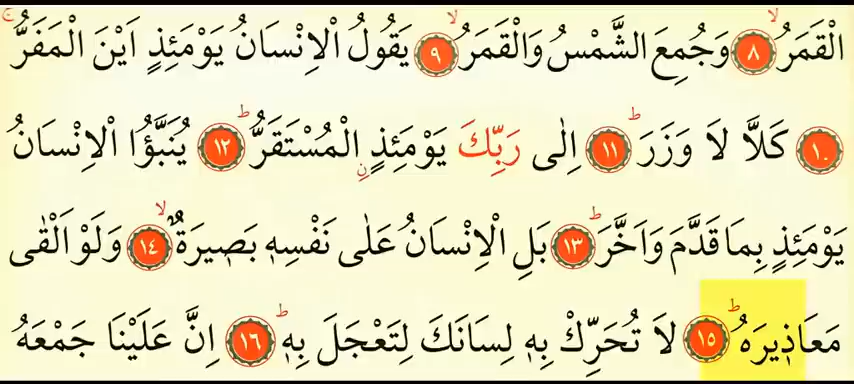 الْقَمَرُۙ ٨ وَجُمِعَ الشَّمْسُ وَالْقَمَرُۙ ٩ يَقُولُ الْاِنْسَانُ يَوْمَئِذٍ اَيْنَ الْمَفَرُّۚ
١٠ كَلَّا لَا وَزَرَۜ ١١ اِلٰى رَبِّكَ يَوْمَئِذٍۨ الْمُسْتَقَرُّۜ ١٢ يُنَبَّؤُا الْاِنْسَانُ
يَوْمَئِذٍ بِمَا قَدَّمَ وَاَخَّرَۜ ١٣ بَلِ الْاِنْسَانُ عَلٰى نَفْسِه۪ بَص۪يرَةٌۙ ١٤ وَلَوْ اَلْقٰى
مَعَاذ۪يرَهُۜ ١٥ لَا تُحَرِّكْ بِه۪ لِسَانَكَ لِتَعْجَلَ بِه۪ۜ ١٦ اِنَّ عَلَيْنَا جَمْعَهُ